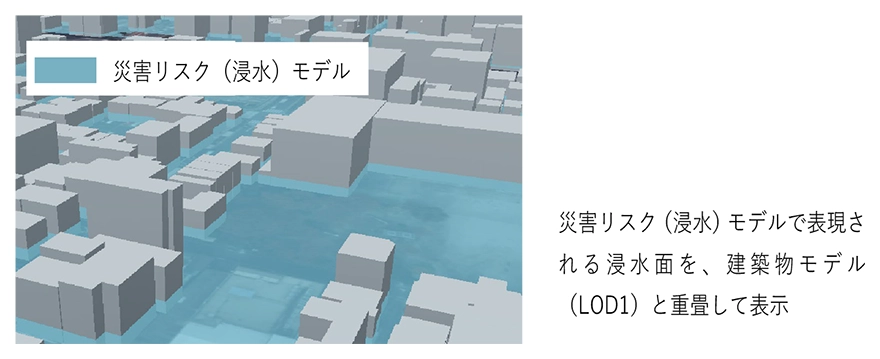 災害リスク（浸水）モデル
災害リスク（浸水）モデルで表現さ
れる浸水面を、建築物モデル
（LOD1）と重畳して表示